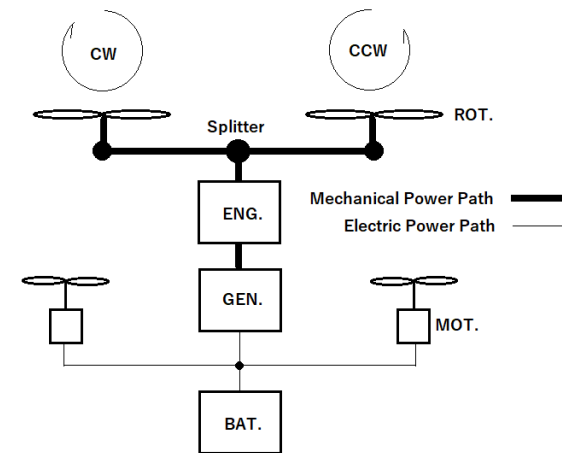 CW
CCW
ROT.
Splitter
ENG.
Mechanical Power Path
Electric Power Path
GEN.
MOT.
BAT.